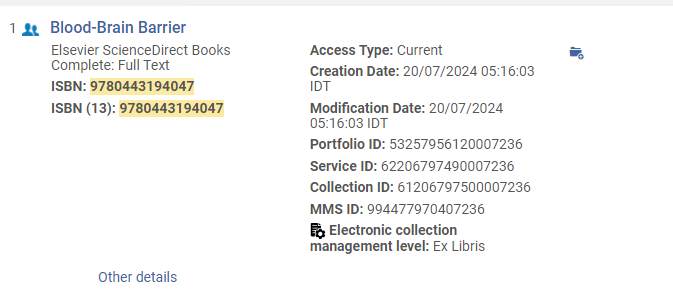 1 Blood-Brain Barrier
Elsevier ScienceDirect Books
Complete: Full Text
ISBN: 9780443194047
ISBN (13): 9780443194047
Access Type: Current
Creation Date: 20/07/2024 05:16:03
IDT
Modification Date: 20/07/2024
05:16:03 IDT
Portfolio ID: 53257956120007236
Service ID: 62206797490007236
Collection ID: 61206797500007236
MMS ID: 994477970407236
Electronic collection
management level: Ex Libris
Other details